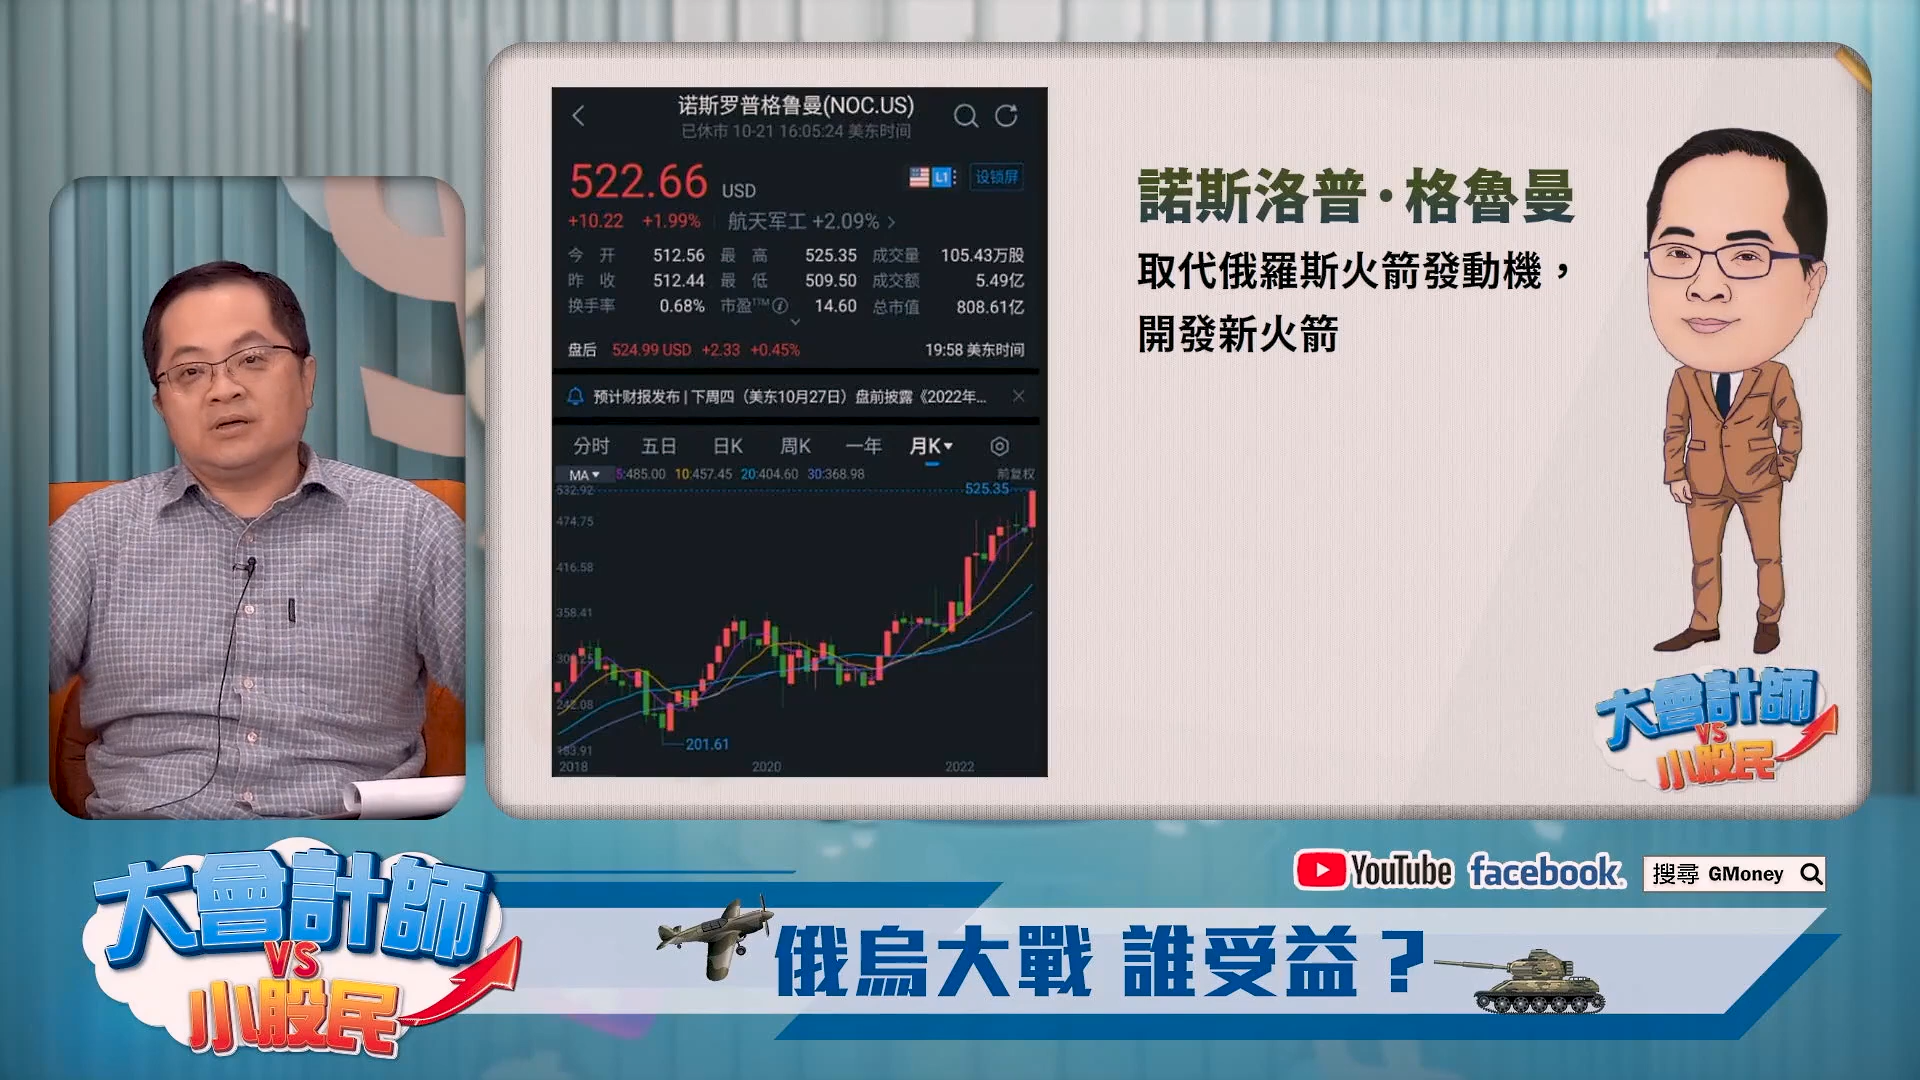 诺斯罗普格鲁曼(NOC.US)
已休市 10-21 16:05:24 美东时间
522.66 USD
L1
设锁屏
+10.22 +1.99% 航天军工 +2.09%
今开 512.56 最高 525.35 成交量 105.43万股
昨收 512.44 最低 509.50 成交额 5.49亿
换手率 0.68% 市盈TTM 14.60 总市值 808.61亿
盘后 524.99 USD +2.33 +0.45% 19:58 美东时间
预计财报发布 | 下周四（美东10月27日）盘前披露《2022年...
分时 五日 日K 周K 一年 月K
MA 5:485.00 10:457.45 20:404.60 30:368.98 前复权
532.92
525.35
474.75
416.58
358.41
242.08
201.61
183.91
2018 2020 2022
諾斯洛普·格魯曼
取代俄羅斯火箭發動機，
開發新火箭
大會計師
VS
小股民
YouTube facebook. 搜尋 GMoney
大會計師
VS
小股民
俄烏大戰 誰受益？